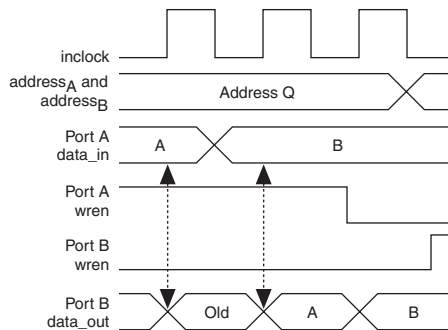 inclock
address_A and
address_B
Address Q
Port A
data_in
A
B
Port A
wren
Port B
wren
Port B
data_out
Old
A
B